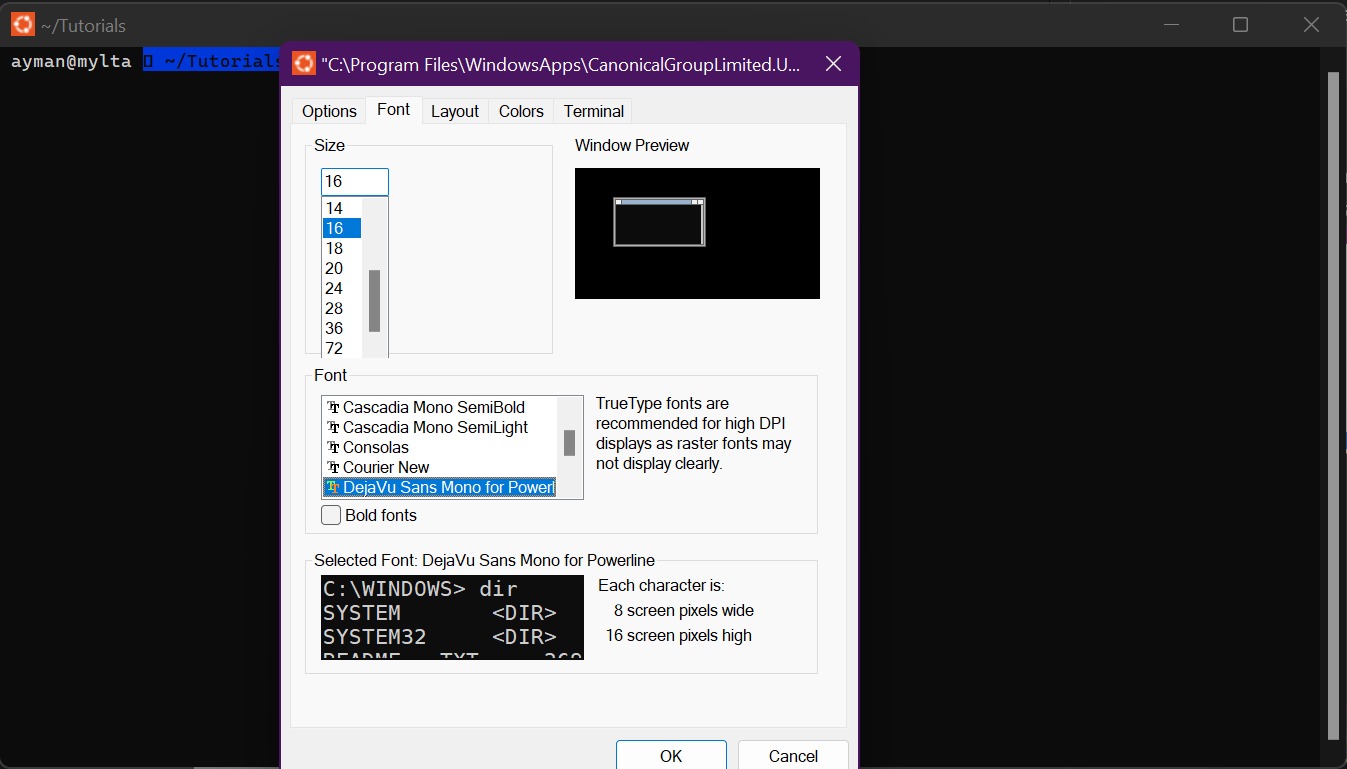 ~/Tutorials
ayman@mylta ~/Tutorials
"C:\Program Files\WindowsApps\CanonicalGroupLimited.U...
Options Font Layout Colors Terminal
Size
16
14
16
18
20
24
28
36
72
Window Preview
Font
Cascadia Mono SemiBold
Cascadia Mono SemiLight
Consolas
Courier New
DejaVu Sans Mono for Powerl
Bold fonts
TrueType fonts are
recommended for high DPI
displays as raster fonts may
not display clearly.
Selected Font: DejaVu Sans Mono for Powerline
C:\WINDOWS> dir
SYSTEM <DIR>
SYSTEM32 <DIR>
README TXT
Each character is:
8 screen pixels wide
16 screen pixels high
OK Cancel